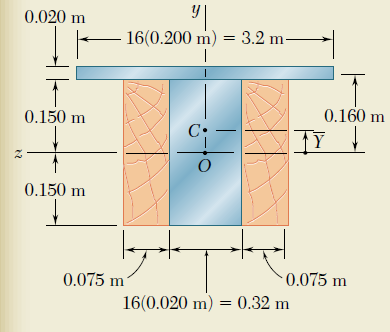 y
0.020 m
16(0.200 m) = 3.2 m
0.150 m
0.160 m
C
Y
z
O
0.150 m
0.075 m
0.075 m
16(0.020 m) = 0.32 m